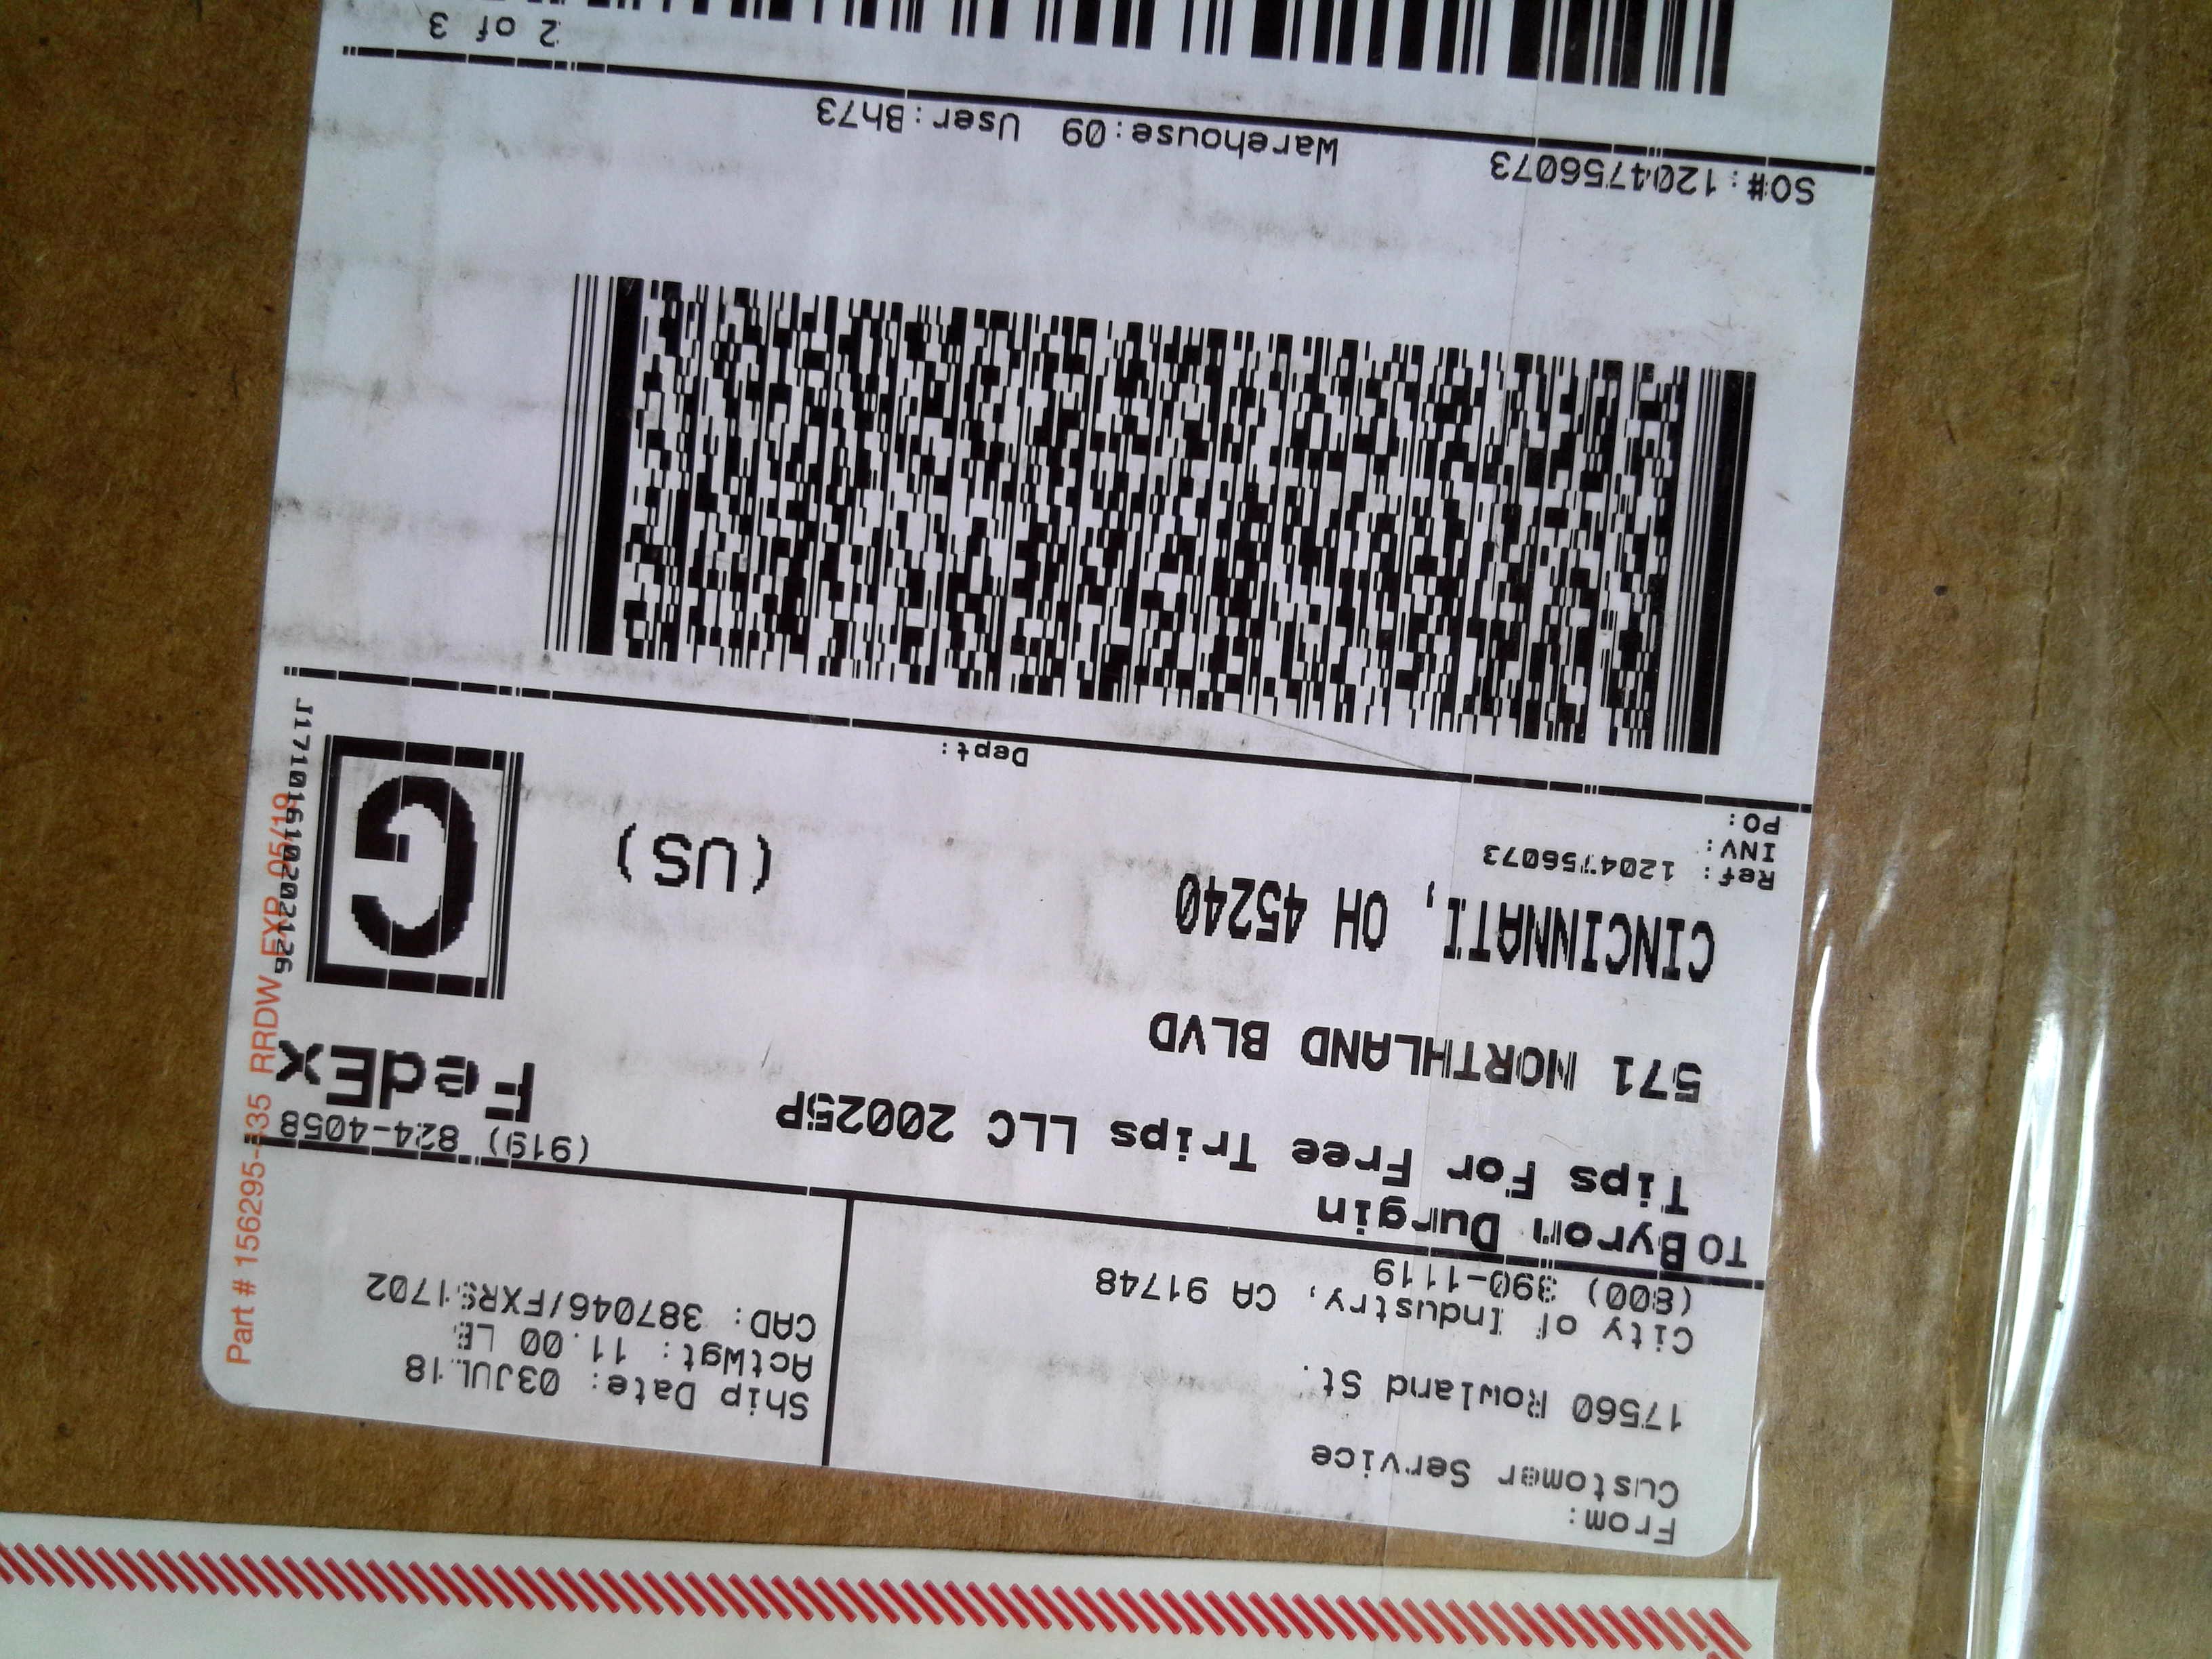 From:
Customer Service
17560 Rowland St.
City of Industry, CA 91748
(800) 390-1119
Ship Date: 03JUL18
ActWgt: 11.00 LB
CAD: 387046/FXRS1702
TO Byron Durgin
Tips For Free Trips LLC 20025P
(919) 824-4058
571 NORTHLAND BLVD
FedEx
CINCINNATI, OH 45240
(US)
G
Ref: 1204756073
INV:
PO:
Dept:
J17101610202126
Part # 156295-435 RRDW EXP 05/19
SO#:1204756073 Warehouse:09 User:Bh73
2 of 3